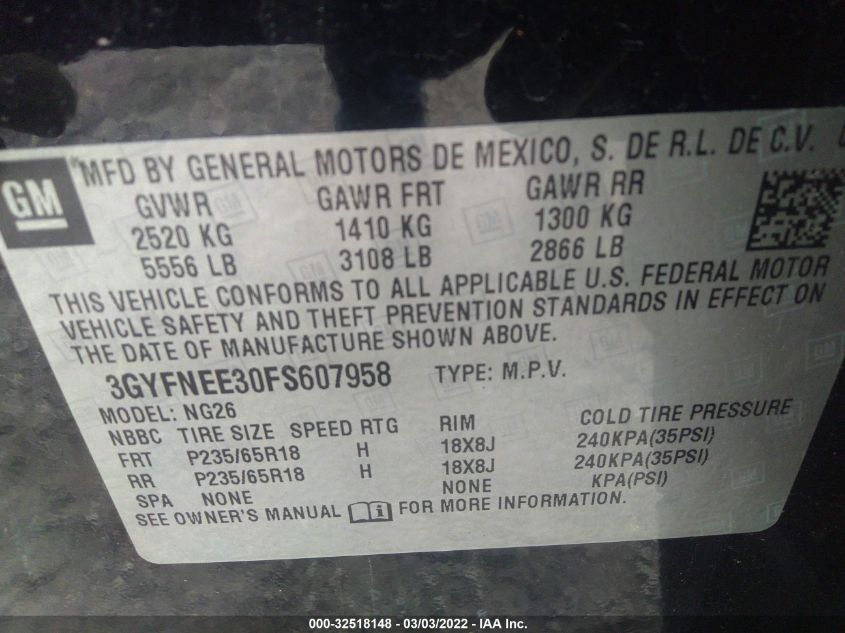 GM
MFD BY GENERAL MOTORS DE MEXICO, S. DE R.L. DE C.V.
GVWR GAWR FRT GAWR RR
2520 KG 1410 KG 1300 KG
5556 LB 3108 LB 2866 LB
THIS VEHICLE CONFORMS TO ALL APPLICABLE U.S. FEDERAL MOTOR
VEHICLE SAFETY AND THEFT PREVENTION STANDARDS IN EFFECT ON
THE DATE OF MANUFACTURE SHOWN ABOVE.
3GYFNEE30FS607958 TYPE: M.P.V.
MODEL: NG26
NBBC TIRE SIZE SPEED RTG RIM COLD TIRE PRESSURE
FRT P235/65R18 H 18X8J 240KPA(35PSI)
RR P235/65R18 H 18X8J 240KPA(35PSI)
SPA NONE NONE KPA(PSI)
SEE OWNER'S MANUAL i FOR MORE INFORMATION.
000-32518148 - 03/03/2022 - IAA Inc.